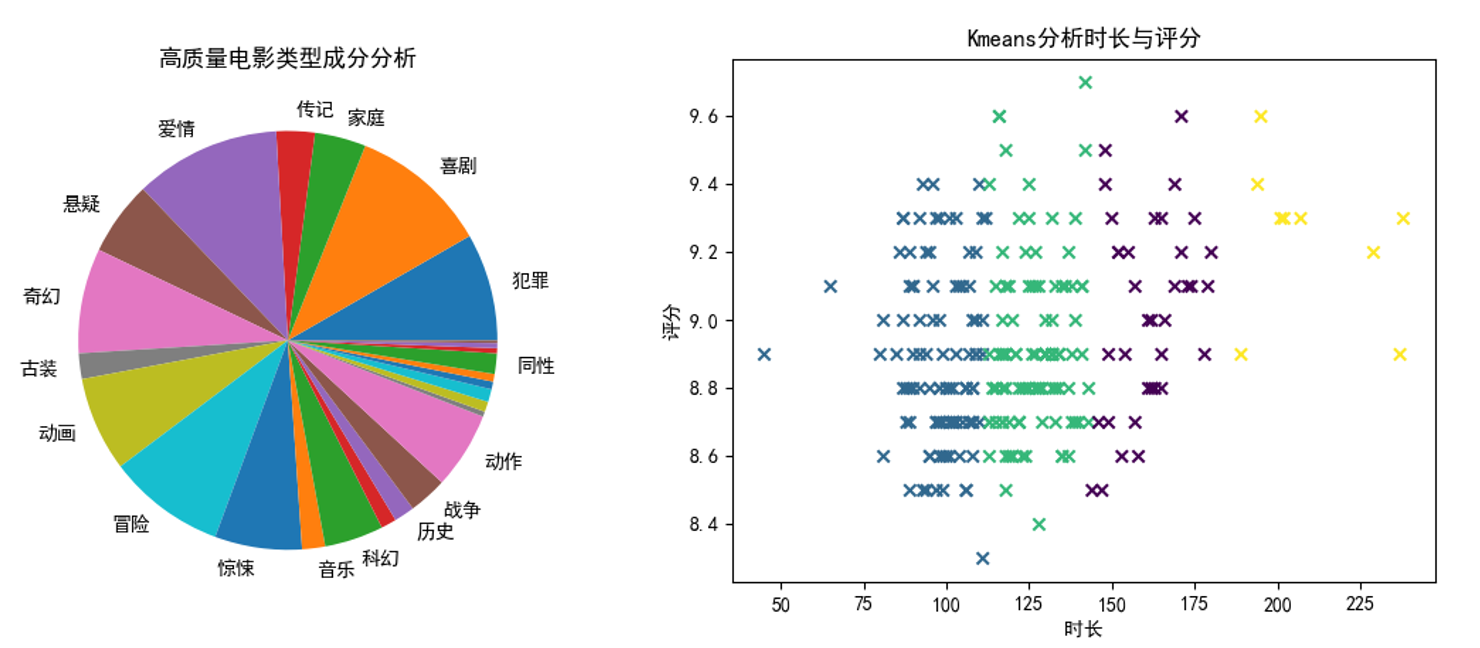 高质量电影类型成分分析
传记
家庭
爱情
喜剧
悬疑
犯罪
奇幻
古装
同性
动画
动作
冒险
战争
历史
惊悚
音乐
科幻
Kmeans分析时长与评分
9.6
9.4
9.2
9.0
8.8
8.6
8.4
评分
50
75
100
125
150
175
200
225
时长